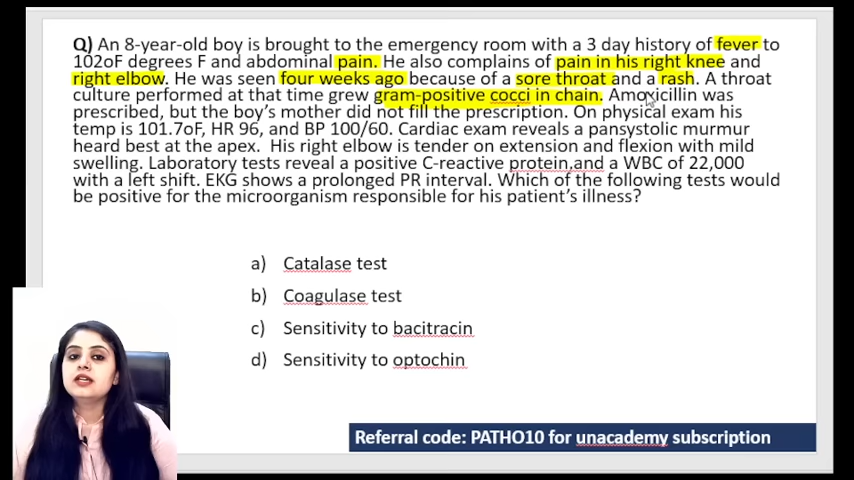 Q) An 8-year-old boy is brought to the emergency room with a 3 day history of fever to
102oF degrees F and abdominal pain. He also complains of pain in his right knee and
right elbow. He was seen four weeks ago because of a sore throat and a rash. A throat
culture performed at that time grew gram-positive cocci in chain. Amoxicillin was
prescribed, but the boy's mother did not fill the prescription. On physical exam his
temp is 101.7oF, HR 96, and BP 100/60. Cardiac exam reveals a pansystolic murmur
heard best at the apex.  His right elbow is tender on extension and flexion with mild
swelling. Laboratory tests reveal a positive C-reactive protein,and a WBC of 22,000
with a left shift. EKG shows a prolonged PR interval. Which of the following tests would
be positive for the microorganism responsible for his patient's illness?
a) Catalase test
b) Coagulase test
c) Sensitivity to bacitracin
d) Sensitivity to optochin
Referral code: PATHO10 for unacademy subscription